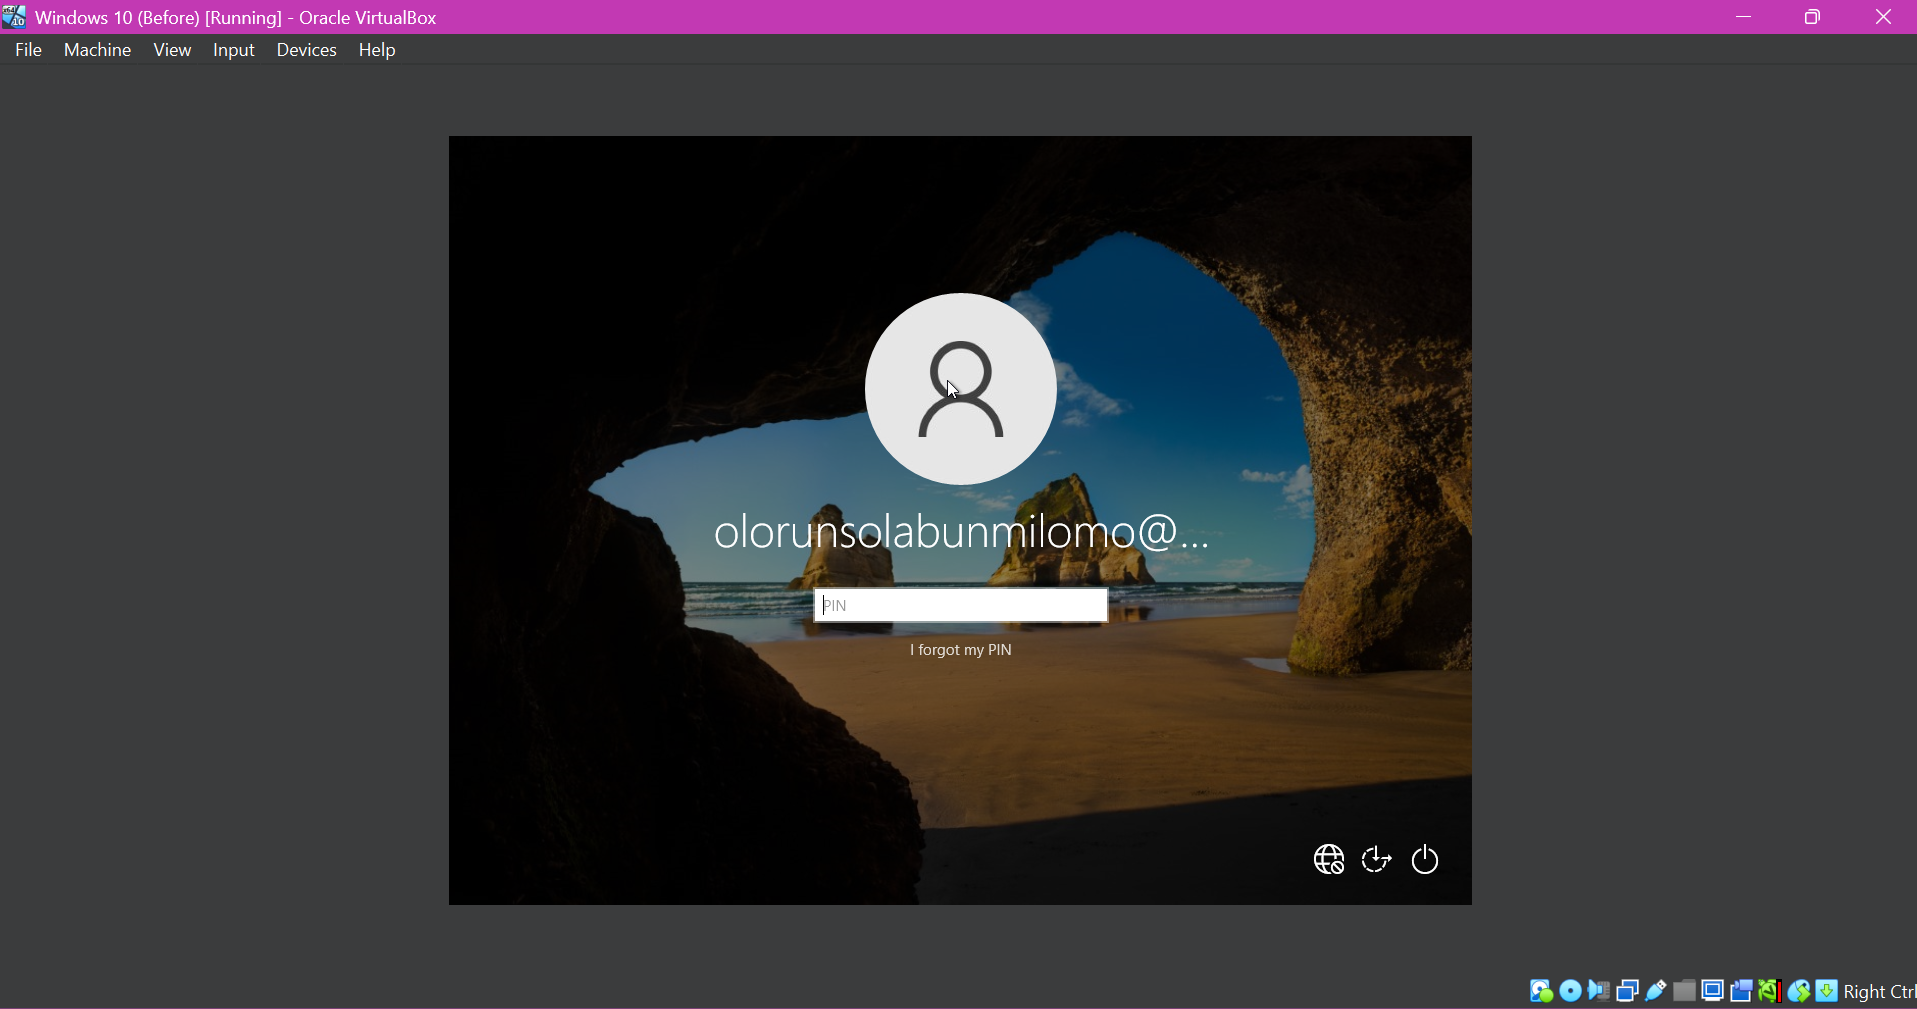 Windows 10 (Before) [Running] - Oracle VirtualBox
File Machine View Input Devices Help
olorunsolabunmilomo@...
PIN
I forgot my PIN
Right Ctrl